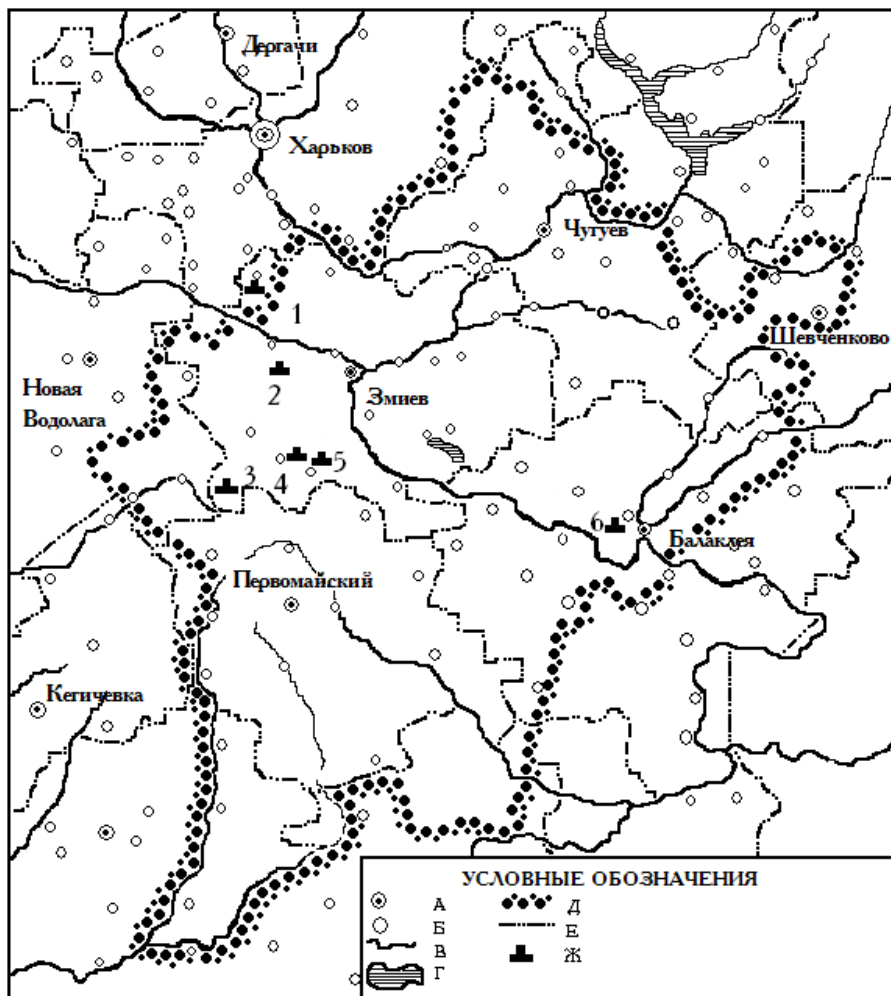 Дергачи
Харьков
Чугуев
1
Шевченково
Новая
Водолага
2
Змиев
3
4
5
6
Балаклея
Первомайский
Кегичевка
УСЛОВНЫЕ ОБОЗНАЧЕНИЯ
А
Д
Б
Е
В
Ж
Г